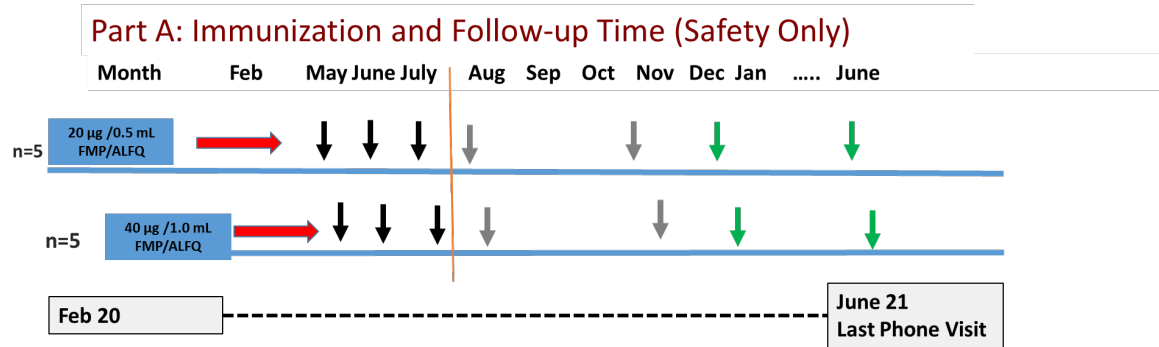 Part A: Immunization and Follow-up Time (Safety Only)
Month Feb May June July Aug Sep Oct Nov Dec Jan ..... June
n=5
20 µg /0.5 mL
FMP/ALFQ
n=5
40 µg /1.0 mL
FMP/ALFQ
Feb 20
June 21
Last Phone Visit